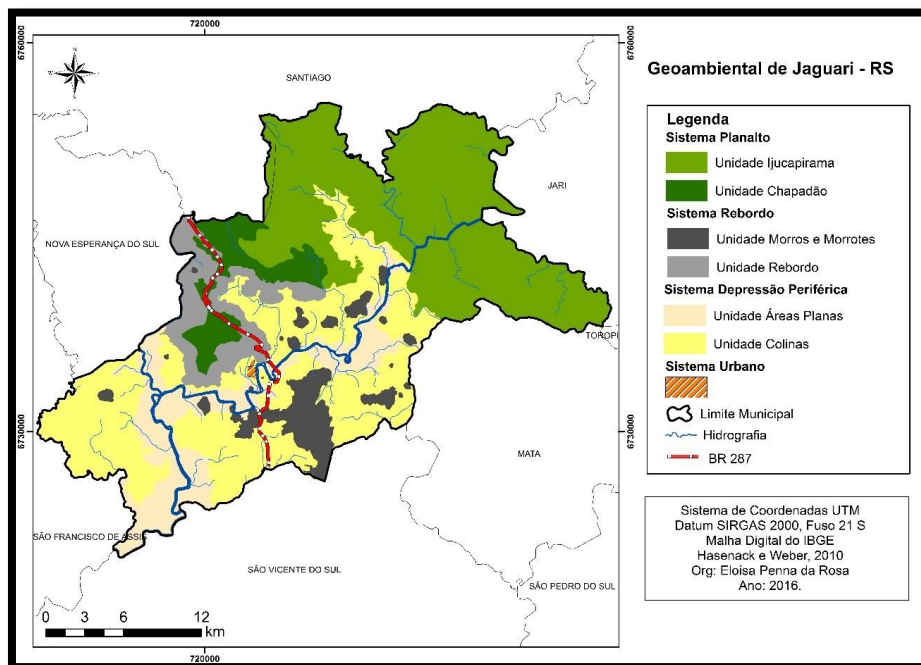 720000
6760000
6760000
N
SANTIAGO
JARI
NOVA ESPERANÇA DO SUL
TOROPI
6730000
6730000
MATA
SÃO FRANCISCO DE ASSIS
SÃO VICENTE DO SUL
SÃO PEDRO DO SUL
0 3 6 12
km
720000
Geoambiental de Jaguari - RS
Legenda
Sistema Planalto
Unidade Ijucapirama
Unidade Chapadão
Sistema Rebordo
Unidade Morros e Morrotes
Unidade Rebordo
Sistema Depressão Periférica
Unidade Áreas Planas
Unidade Colinas
Sistema Urbano
Limite Municipal
Hidrografia
BR 287
Sistema de Coordenadas UTM
Datum SIRGAS 2000, Fuso 21 S
Malha Digital do IBGE
Hasenack e Weber, 2010
Org: Eloisa Penna da Rosa
Ano: 2016.